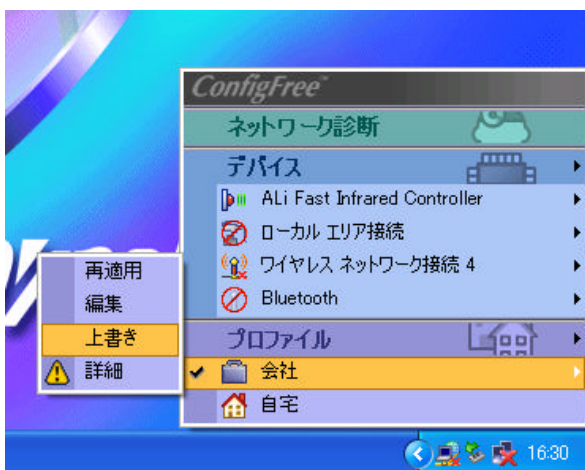 ConfigFree™
ネットワーク診断
デバイス
ALi Fast Infrared Controller
ローカル エリア接続
ワイヤレス ネットワーク接続 4
Bluetooth
プロファイル
会社
自宅
再適用
編集
上書き
詳細
16:30